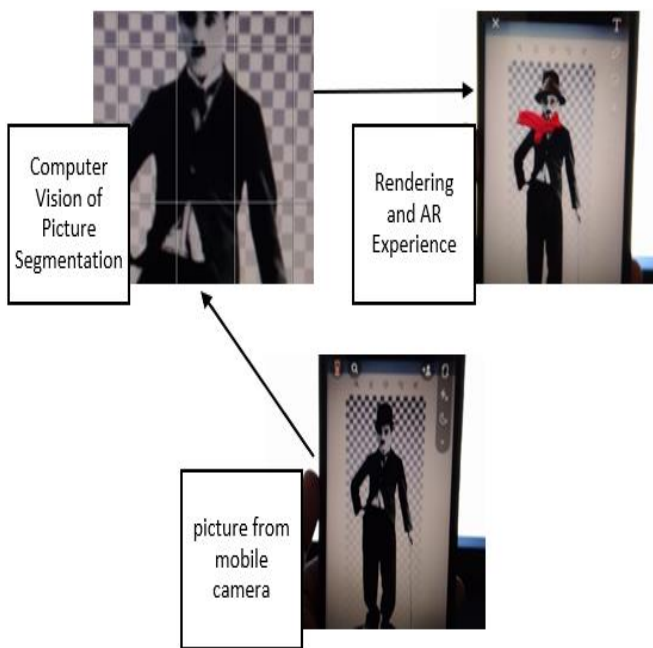 Computer
Vision of
Picture
Segmentation
Rendering
and AR
Experience
picture from
mobile
camera